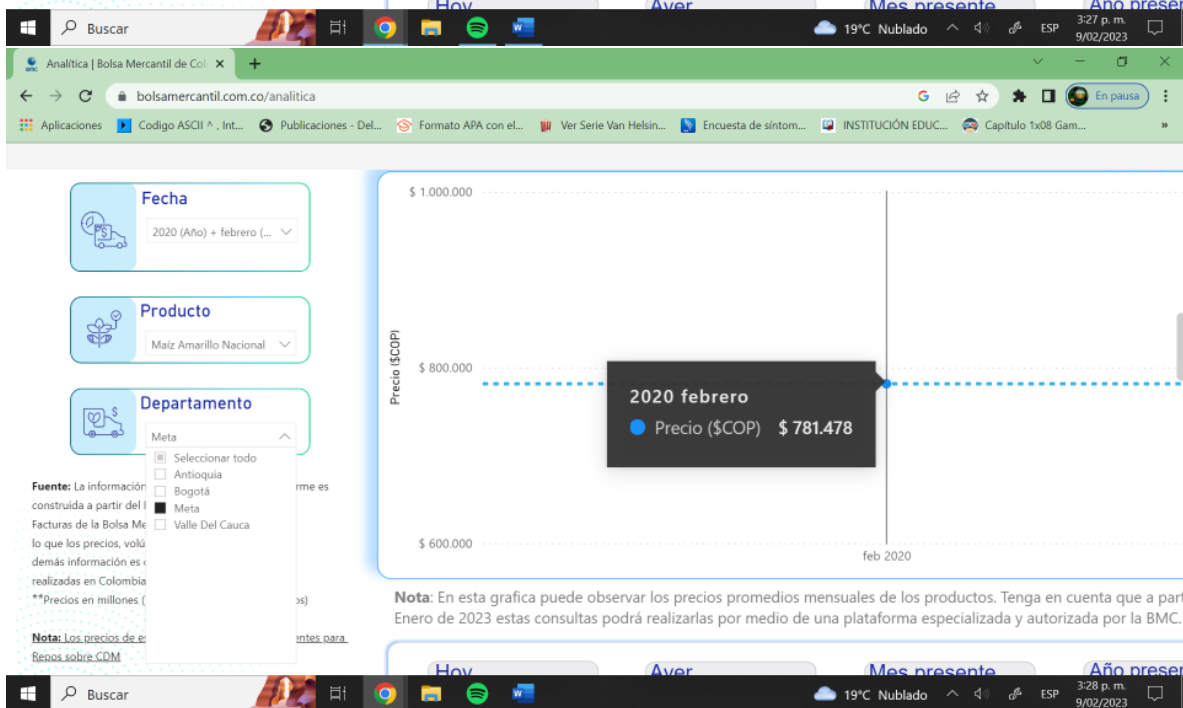 Hoy Ayer Mes presente Año preser
Buscar
19°C Nublado ESP 3:27 p. m.
9/02/2023
Analítica | Bolsa Mercantil de Col
bolsamercantil.com.co/analitica
En pausa
Aplicaciones Codigo ASCII ^ , Int... Publicaciones - Del... Formato APA con el... Ver Serie Van Helsin... Encuesta de síntom... INSTITUCIÓN EDUC... Capítulo 1x08 Gam... »
Fecha
2020 (Año) + febrero (...
Producto
Maíz Amarillo Nacional
Departamento
Meta
Seleccionar todo
Antioquia
Bogotá
Meta
Valle Del Cauca
Fuente: La información rme es
construida a partir del
Facturas de la Bolsa Me
lo que los precios, volú
demás información es
realizadas en Colombia
**Precios en millones ( os)
Nota: Los precios de es entes para
Repos sobre CDM
$ 1.000.000
$ 800.000
$ 600.000
Precio ($COP)
2020 febrero
Precio ($COP) $ 781.478
feb 2020
Nota: En esta grafica puede observar los precios promedios mensuales de los productos. Tenga en cuenta que a part
Enero de 2023 estas consultas podrá realizarlas por medio de una plataforma especializada y autorizada por la BMC.
Hoy Ayer Mes presente Año preser
Buscar
19°C Nublado ESP 3:28 p. m.
9/02/2023